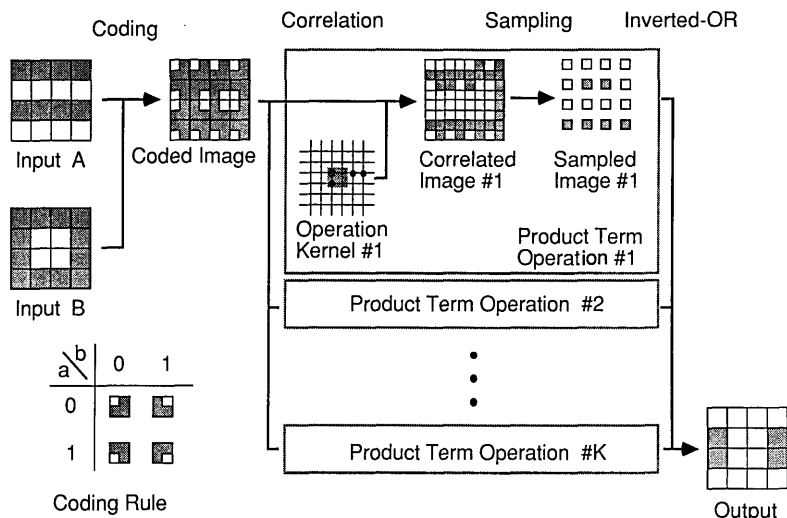 Coding
Correlation
Sampling
Inverted-OR
Input A
Coded Image
Operation
Kernel #1
Correlated
Image #1
Sampled
Image #1
Product Term
Operation #1
Input B
Product Term Operation #2
a b 0 1
0
1
Product Term Operation #K
Coding Rule
Output